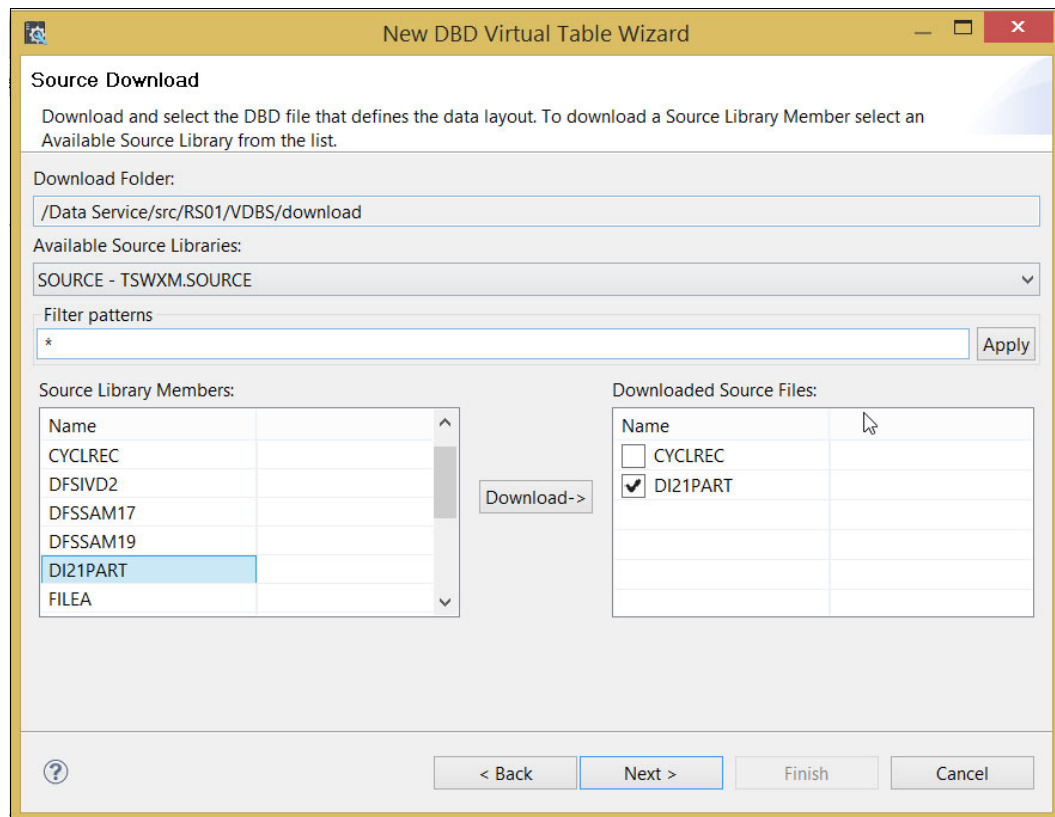 New DBD Virtual Table Wizard
Source Download
Download and select the DBD file that defines the data layout. To download a Source Library Member select an
Available Source Library from the list.
Download Folder:
/Data Service/src/RS01/VDBS/download
Available Source Libraries:
SOURCE - TSWXM.SOURCE
Filter patterns
*
Apply
Source Library Members:
Name
CYCLREC
DFSIVD2
DFSSAM17
DFSSAM19
DI21PART
FILEA
Download->
Downloaded Source Files:
Name
CYCLREC
DI21PART
?
< Back
Next >
Finish
Cancel